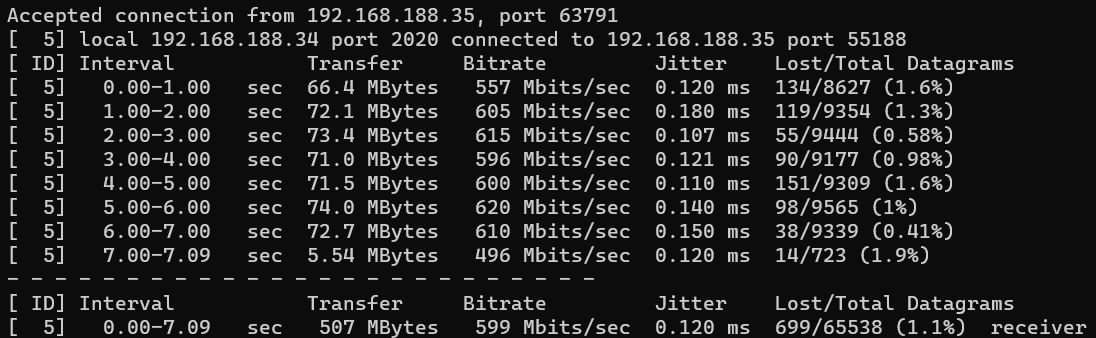 Accepted connection from 192.168.188.35, port 63791
[  5] local 192.168.188.34 port 2020 connected to 192.168.188.35 port 55188
[ ID] Interval           Transfer     Bitrate         Jitter    Lost/Total Datagrams
[  5]   0.00-1.00   sec  66.4 MBytes   557 Mbits/sec  0.120 ms  134/8627 (1.6%)
[  5]   1.00-2.00   sec  72.1 MBytes   605 Mbits/sec  0.180 ms  119/9354 (1.3%)
[  5]   2.00-3.00   sec  73.4 MBytes   615 Mbits/sec  0.107 ms  55/9444 (0.58%)
[  5]   3.00-4.00   sec  71.0 MBytes   596 Mbits/sec  0.121 ms  90/9177 (0.98%)
[  5]   4.00-5.00   sec  71.5 MBytes   600 Mbits/sec  0.110 ms  151/9309 (1.6%)
[  5]   5.00-6.00   sec  74.0 MBytes   620 Mbits/sec  0.140 ms  98/9565 (1%)
[  5]   6.00-7.00   sec  72.7 MBytes   610 Mbits/sec  0.150 ms  38/9339 (0.41%)
[  5]   7.00-7.09   sec  5.54 MBytes   496 Mbits/sec  0.120 ms  14/723 (1.9%)
- - - - - - - - - - - - - - - - - - - - - - - - -
[ ID] Interval           Transfer     Bitrate         Jitter    Lost/Total Datagrams
[  5]   0.00-7.09   sec   507 MBytes   599 Mbits/sec  0.120 ms  699/65538 (1.1%)  receiver